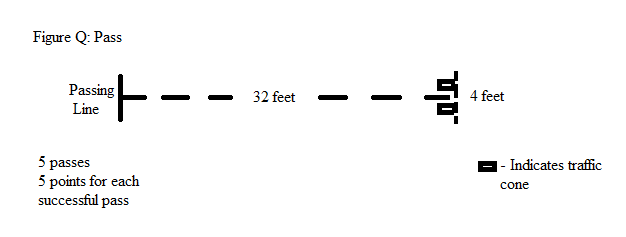 Figure Q: Pass
Passing
Line
32 feet
4 feet
5 passes
5 points for each
successful pass
- Indicates traffic
cone